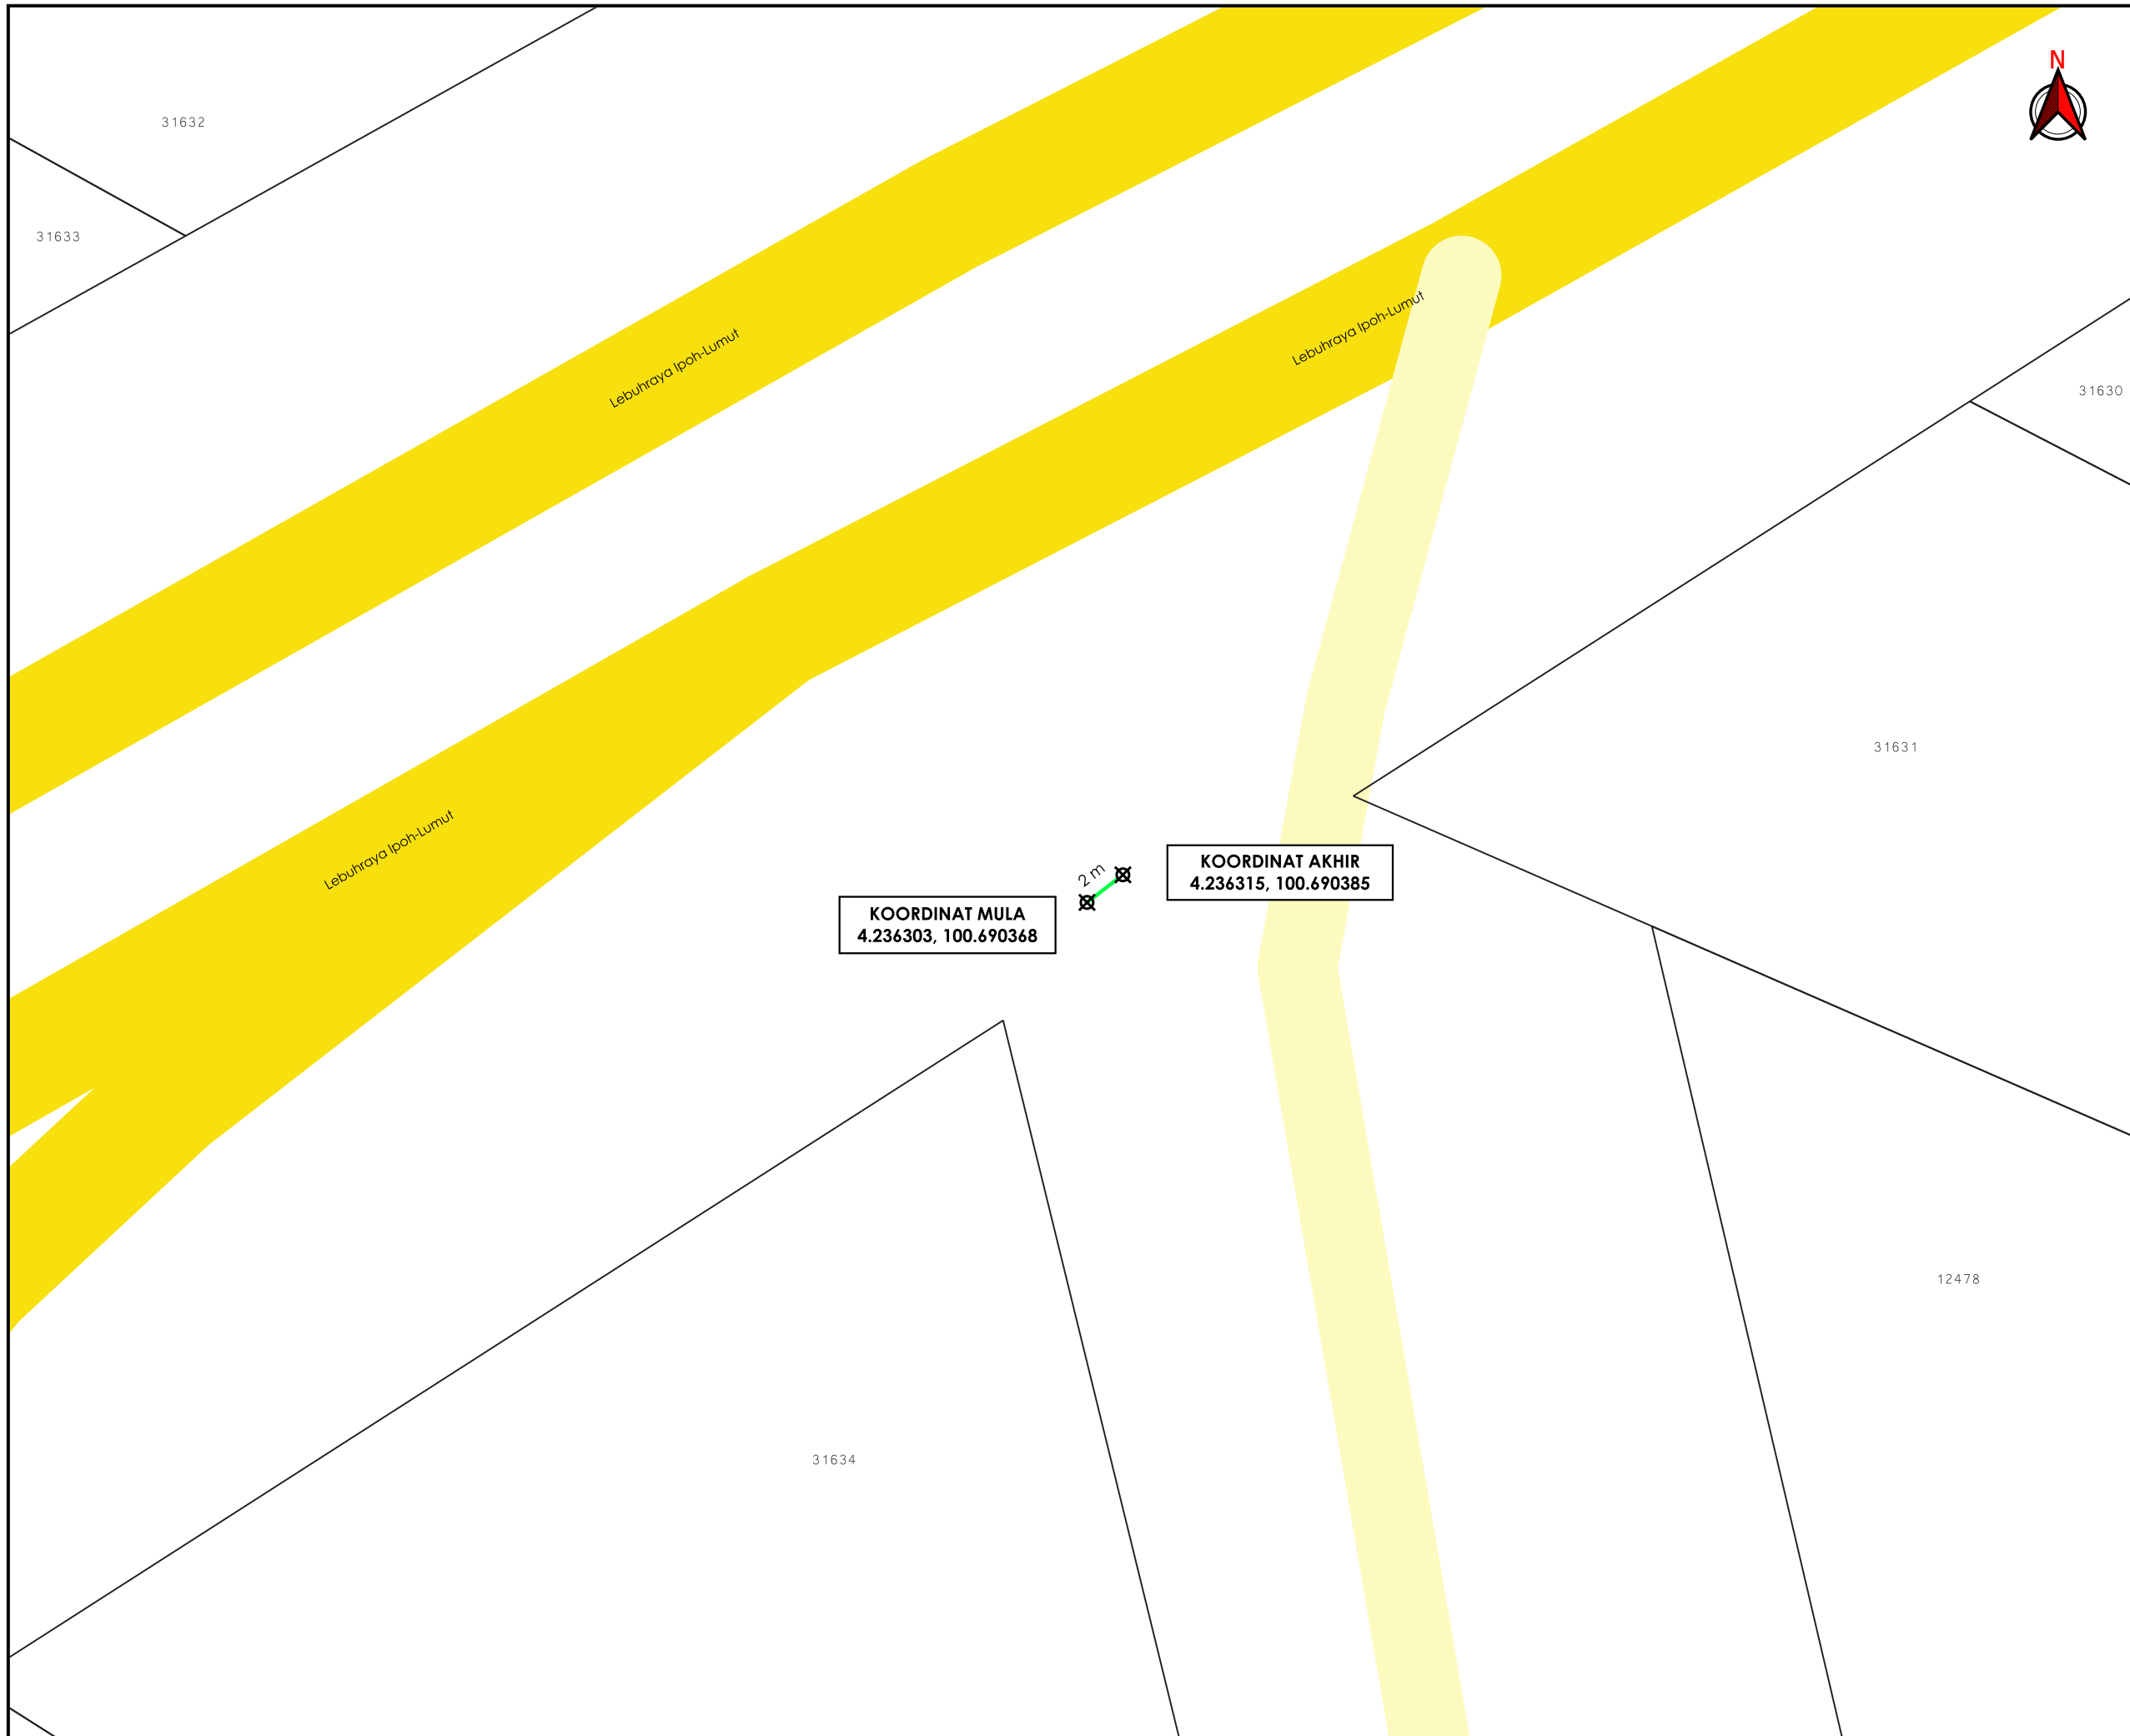 N
31632
31633
Lebuhraya Ipoh-Lumut
Lebuhraya Ipoh-Lumut
31630
31631
Lebuhraya Ipoh-Lumut
2 m
KOORDINAT AKHIR
4.236315, 100.690385
KOORDINAT MULA
4.236303, 100.690368
12478
31634